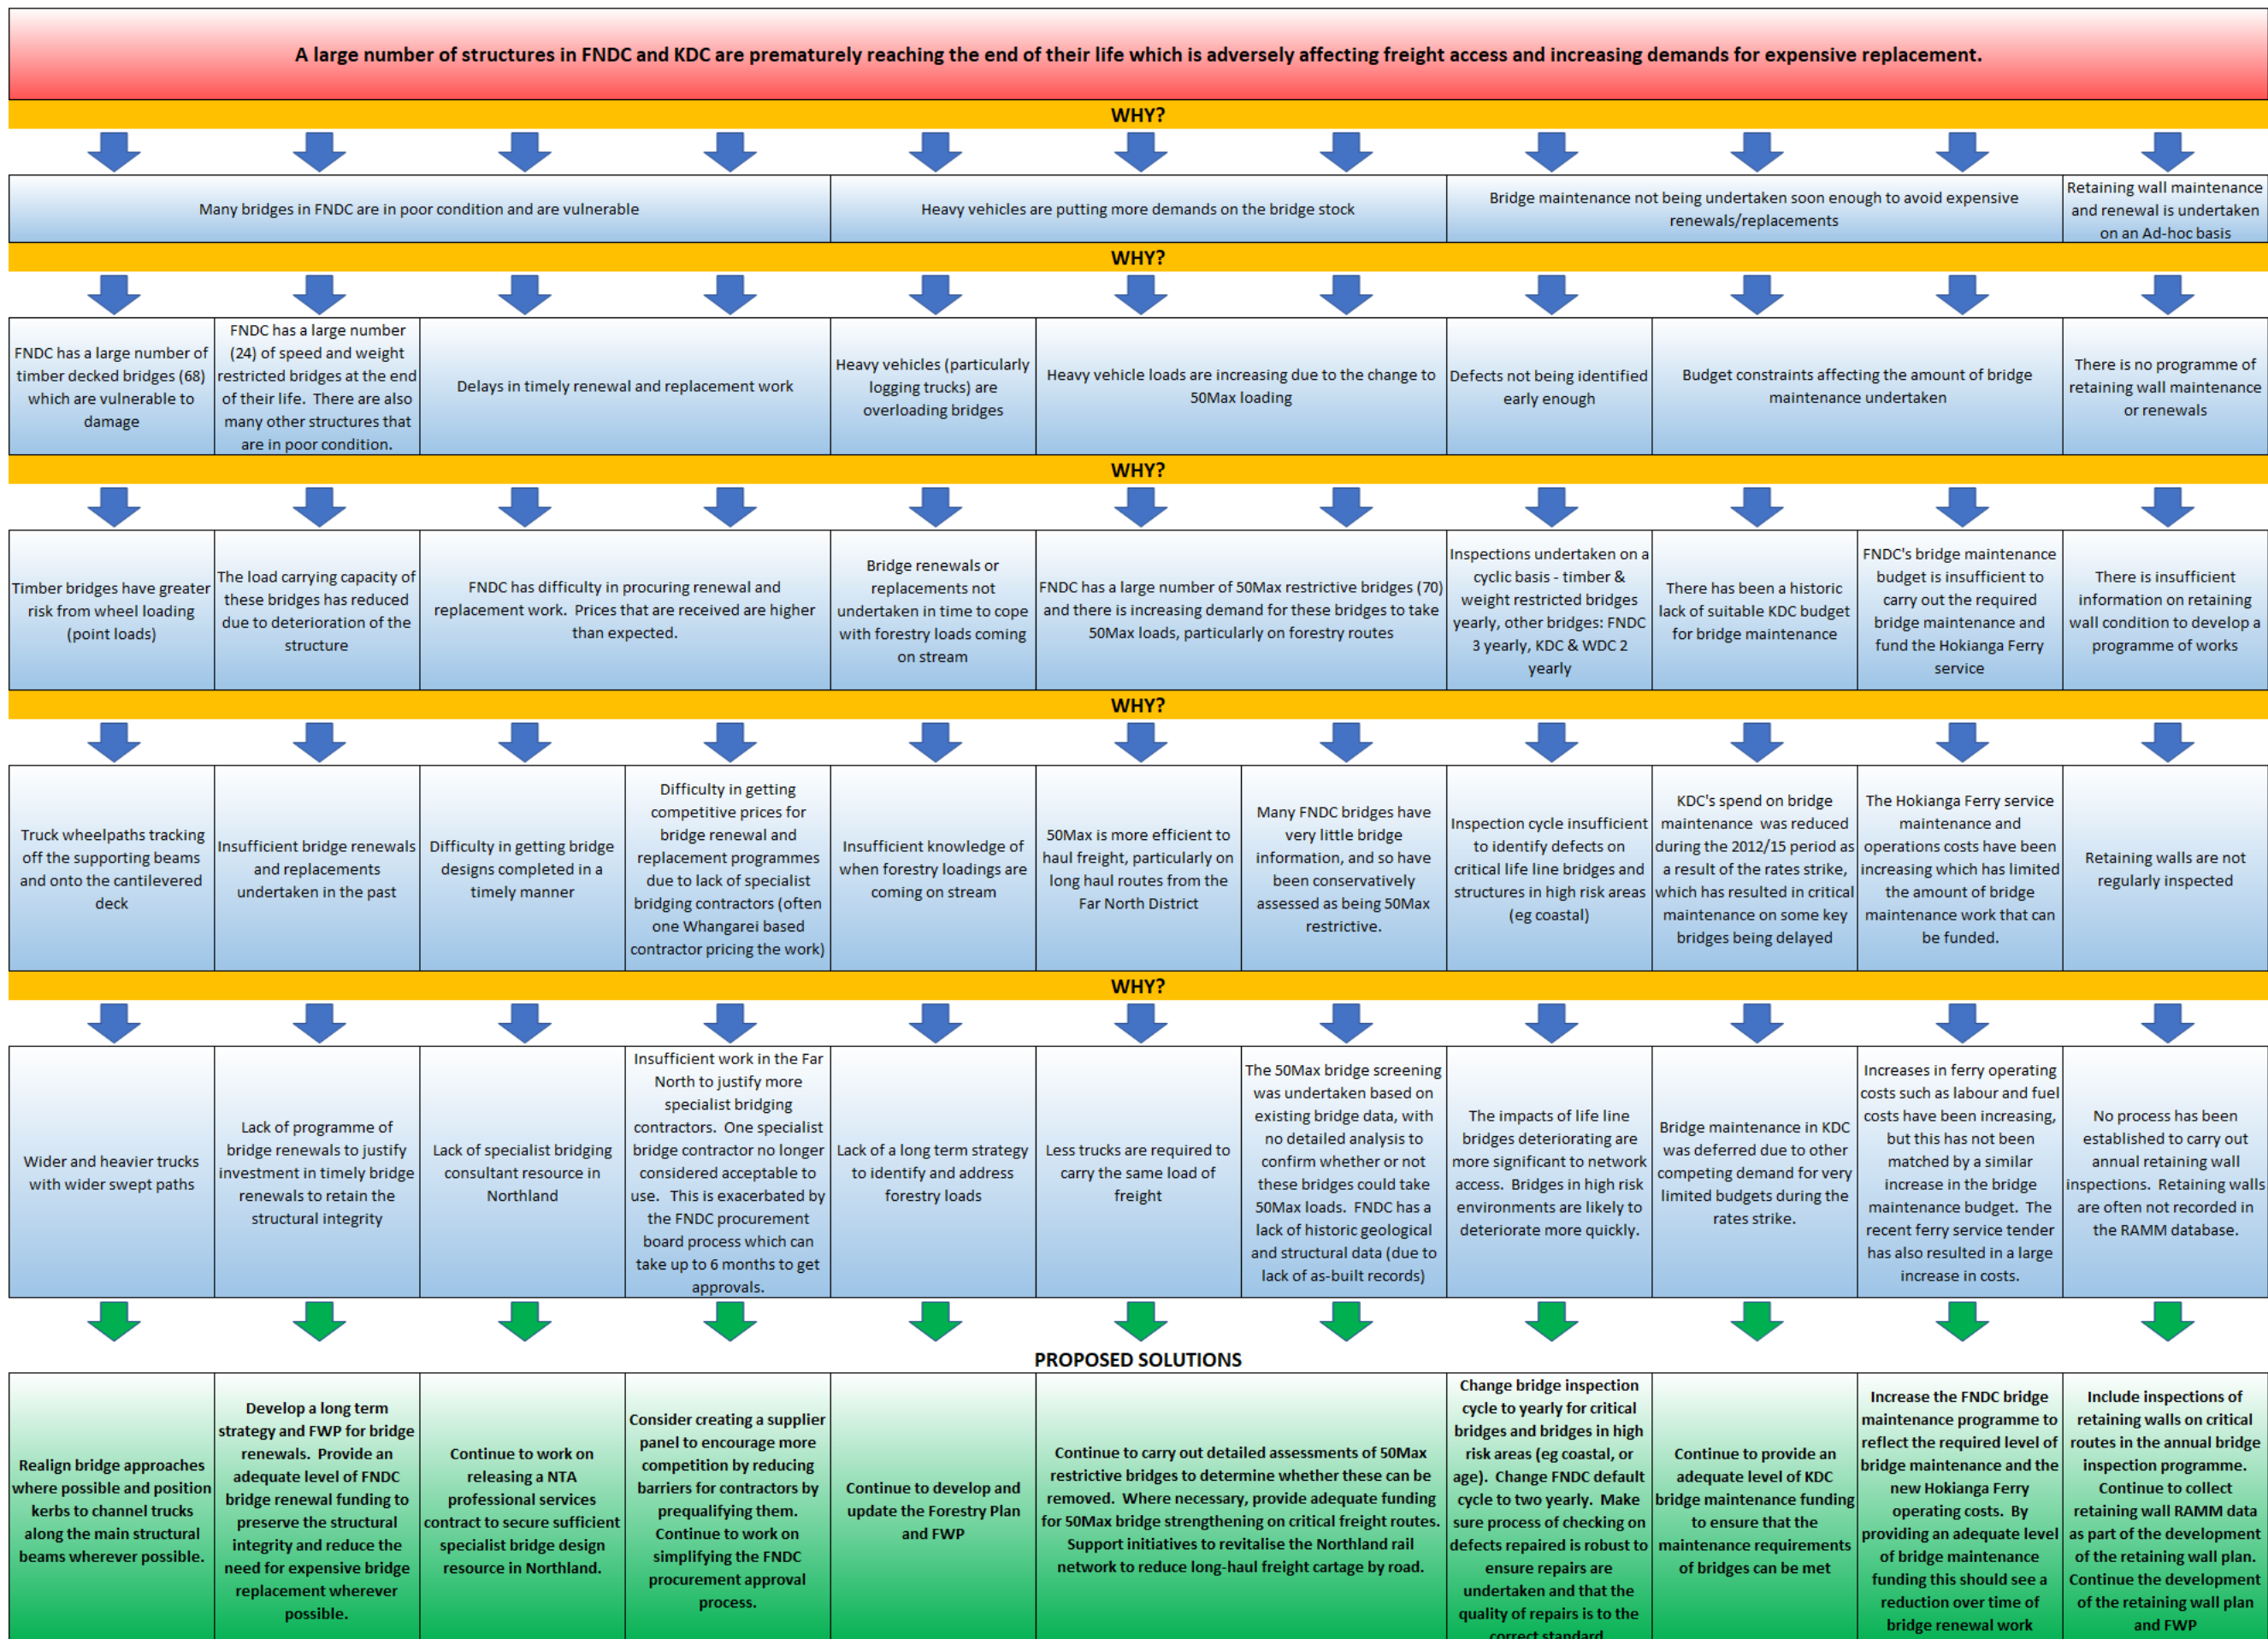 A large number of structures in FNDC and KDC are prematurely reaching the end of their life which is adversely affecting freight access and increasing demands for expensive replacement.
WHY?
Many bridges in FNDC are in poor condition and are vulnerable
Heavy vehicles are putting more demands on the bridge stock
Bridge maintenance not being undertaken soon enough to avoid expensive
renewals/replacements
Retaining wall maintenance
and renewal is undertaken
on an Ad-hoc basis
WHY?
FNDC has a large number of
timber decked bridges (68)
which are vulnerable to
damage
FNDC has a large number
(24) of speed and weight
restricted bridges at the end
of their life. There are also
many other structures that
are in poor condition.
Delays in timely renewal and replacement work
Heavy vehicles (particularly
logging trucks) are
overloading bridges
Heavy vehicle loads are increasing due to the change to
50Max loading
Defects not being identified
early enough
Budget constraints affecting the amount of bridge
maintenance undertaken
There is no programme of
retaining wall maintenance
or renewals
WHY?
Timber bridges have greater
risk from wheel loading
(point loads)
The load carrying capacity of
these bridges has reduced
due to deterioration of the
structure
FNDC has difficulty in procuring renewal and
replacement work. Prices that are received are higher
than expected.
Bridge renewals or
replacements not
undertaken in time to cope
with forestry loads coming
on stream
FNDC has a large number of 50Max restrictive bridges (70)
and there is increasing demand for these bridges to take
50Max loads, particularly on forestry routes
Inspections undertaken on a
cyclic basis - timber &
weight restricted bridges
yearly, other bridges: FNDC
3 yearly, KDC & WDC 2
yearly
There has been a historic
lack of suitable KDC budget
for bridge maintenance
FNDC's bridge maintenance
budget is insufficient to
carry out the required
bridge maintenance and
fund the Hokianga Ferry
service
There is insufficient
information on retaining
wall condition to develop a
programme of works
WHY?
Truck wheelpaths tracking
off the supporting beams
and onto the cantilevered
deck
Insufficient bridge renewals
and replacements
undertaken in the past
Difficulty in getting bridge
designs completed in a
timely manner
Difficulty in getting
competitive prices for
bridge renewal and
replacement programmes
due to lack of specialist
bridging contractors (often
one Whangarei based
contractor pricing the work)
Insufficient knowledge of
when forestry loadings are
coming on stream
50Max is more efficient to
haul freight, particularly on
long haul routes from the
Far North District
Many FNDC bridges have
very little bridge
information, and so have
been conservatively
assessed as being 50Max
restrictive.
Inspection cycle insufficient
to identify defects on
critical life line bridges and
structures in high risk areas
(eg coastal)
KDC's spend on bridge
maintenance was reduced
during the 2012/15 period as
a result of the rates strike,
which has resulted in critical
maintenance on some key
bridges being delayed
The Hokianga Ferry service
maintenance and
operations costs have been
increasing which has limited
the amount of bridge
maintenance work that can
be funded.
Retaining walls are not
regularly inspected
WHY?
Wider and heavier trucks
with wider swept paths
Lack of programme of
bridge renewals to justify
investment in timely bridge
renewals to retain the
structural integrity
Lack of specialist bridging
consultant resource in
Northland
Insufficient work in the Far
North to justify more
specialist bridging
contractors. One specialist
bridge contractor no longer
considered acceptable to
use. This is exacerbated by
the FNDC procurement
board process which can
take up to 6 months to get
approvals.
Lack of a long term strategy
to identify and address
forestry loads
Less trucks are required to
carry the same load of
freight
The 50Max bridge screening
was undertaken based on
existing bridge data, with
no detailed analysis to
confirm whether or not
these bridges could take
50Max loads. FNDC has a
lack of historic geological
and structural data (due to
lack of as-built records)
The impacts of life line
bridges deteriorating are
more significant to network
access. Bridges in high risk
environments are likely to
deteriorate more quickly.
Bridge maintenance in KDC
was deferred due to other
competing demand for very
limited budgets during the
rates strike.
Increases in ferry operating
costs such as labour and fuel
costs have been increasing,
but this has not been
matched by a similar
increase in the bridge
maintenance budget. The
recent ferry service tender
has also resulted in a large
increase in costs.
No process has been
established to carry out
annual retaining wall
inspections. Retaining walls
are often not recorded in
the RAMM database.
PROPOSED SOLUTIONS
Realign bridge approaches
where possible and position
kerbs to channel trucks
along the main structural
beams wherever possible.
Develop a long term
strategy and FWP for bridge
renewals. Provide an
adequate level of FNDC
bridge renewal funding to
preserve the structural
integrity and reduce the
need for expensive bridge
replacement wherever
possible.
Continue to work on
releasing a NTA
professional services
contract to secure sufficient
specialist bridge design
resource in Northland.
Consider creating a supplier
panel to encourage more
competition by reducing
barriers for contractors by
prequalifying them.
Continue to work on
simplifying the FNDC
procurement approval
process.
Continue to develop and
update the Forestry Plan
and FWP
Continue to carry out detailed assessments of 50Max
restrictive bridges to determine whether these can be
removed. Where necessary, provide adequate funding
for 50Max bridge strengthening on critical freight routes.
Support initiatives to revitalise the Northland rail
network to reduce long-haul freight cartage by road.
Change bridge inspection
cycle to yearly for critical
bridges and bridges in high
risk areas (eg coastal, or
age). Change FNDC default
cycle to two yearly. Make
sure process of checking on
defects repaired is robust to
ensure repairs are
undertaken and that the
quality of repairs is to the
correct standard
Continue to provide an
adequate level of KDC
bridge maintenance funding
to ensure that the
maintenance requirements
of bridges can be met
Increase the FNDC bridge
maintenance programme to
reflect the required level of
bridge maintenance and the
new Hokianga Ferry
operating costs. By
providing an adequate level
of bridge maintenance
funding this should see a
reduction over time of
bridge renewal work
Include inspections of
retaining walls on critical
routes in the annual bridge
inspection programme.
Continue to collect
retaining wall RAMM data
as part of the development
of the retaining wall plan.
Continue the development
of the retaining wall plan
and FWP